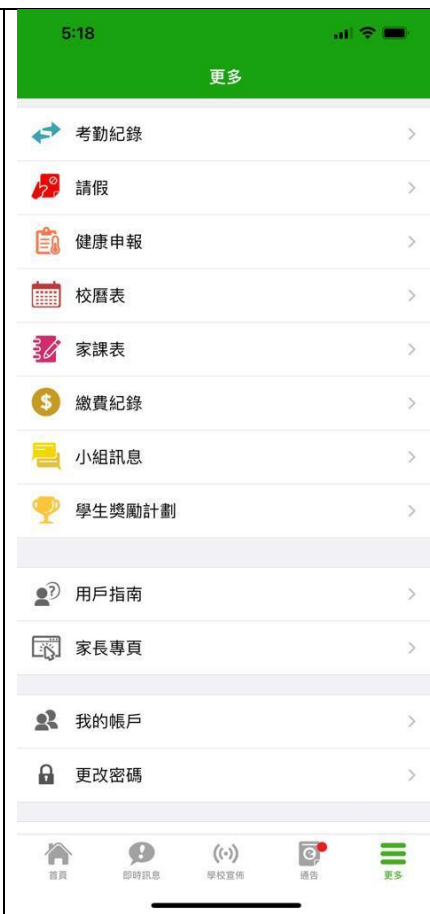 5:18
更多
考勤紀錄
請假
健康申報
校曆表
家課表
繳費紀錄
小組訊息
學生獎勵計劃
用戶指南
家長專頁
我的帳戶
更改密碼
首頁
即時訊息
學校宣佈
通告
更多